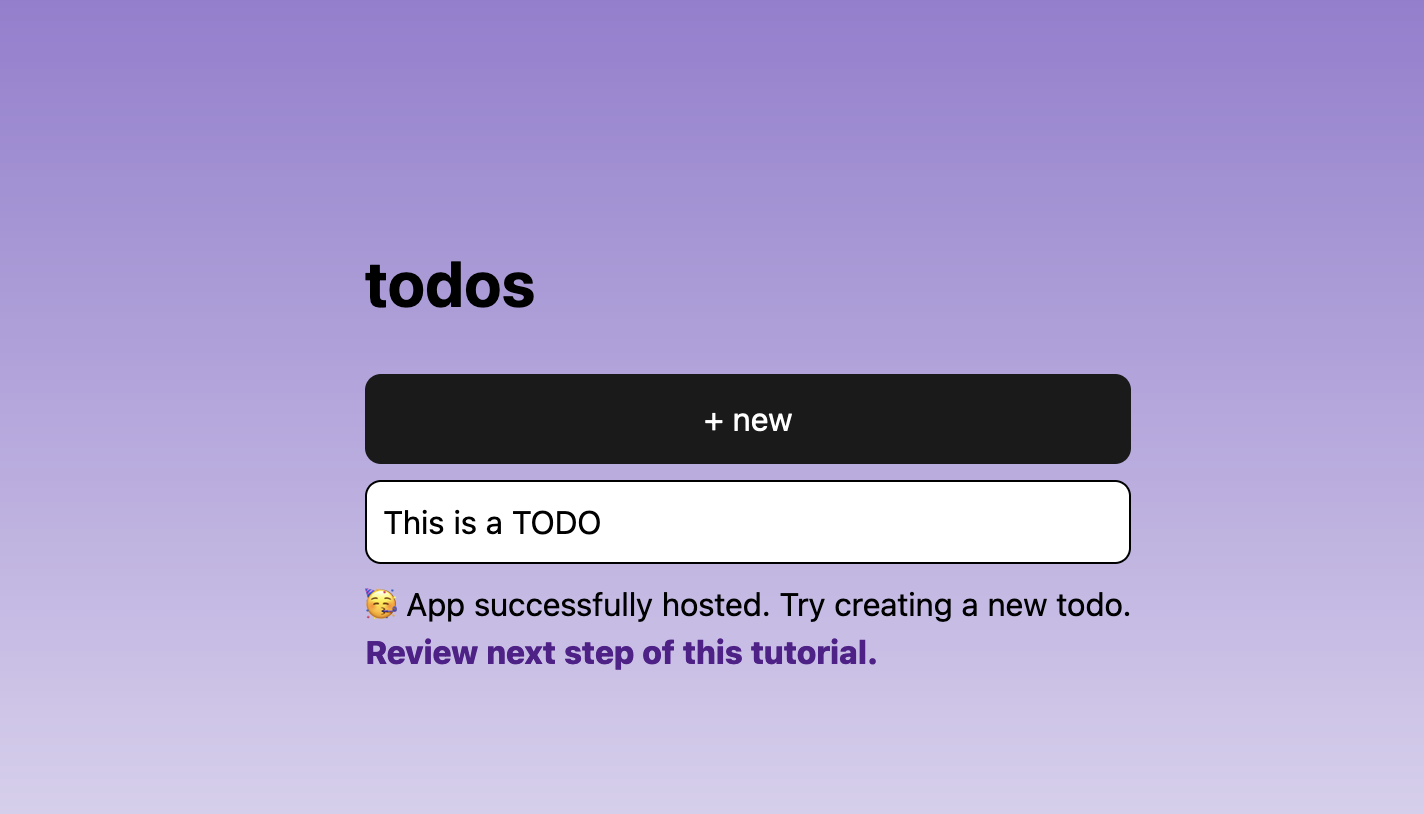 todos
+ new
This is a TODO
🥳 App successfully hosted. Try creating a new todo.
Review next step of this tutorial.